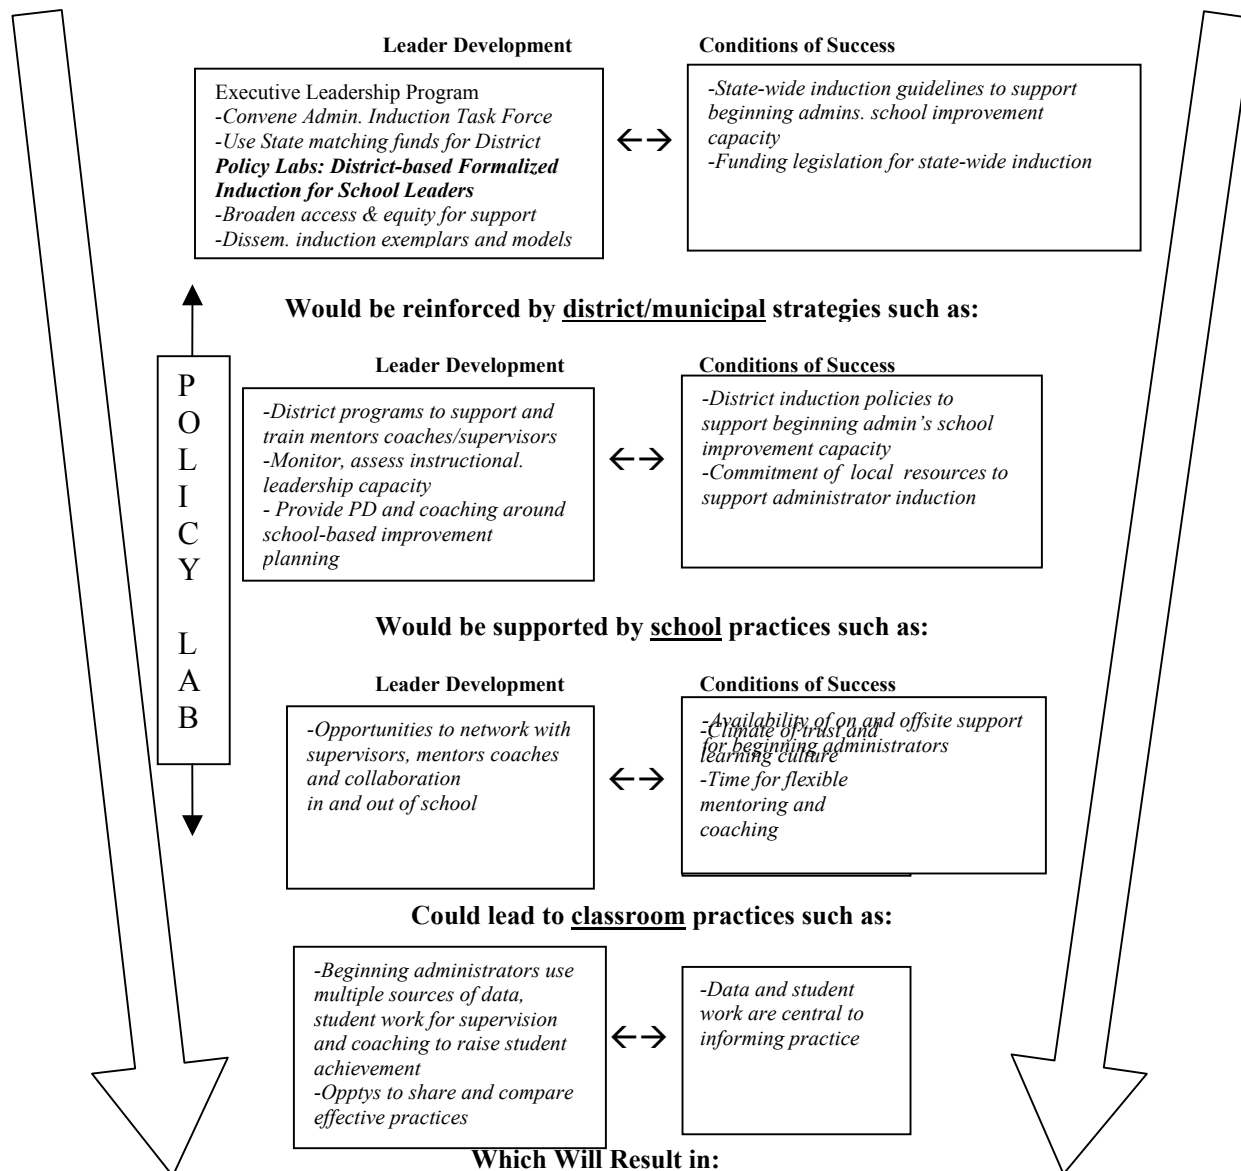 Leader Development
Conditions of Success
Executive Leadership Program
-Convene Admin. Induction Task Force
-Use State matching funds for District
Policy Labs: District-based Formalized
Induction for School Leaders
-Broaden access & equity for support
-Dissem. induction exemplars and models
-State-wide induction guidelines to support
beginning admins. school improvement
capacity
-Funding legislation for state-wide induction
Would be reinforced by district/municipal strategies such as:
POLICY LAB
Leader Development
Conditions of Success
-District programs to support and
train mentors coaches/supervisors
-Monitor, assess instructional.
leadership capacity
- Provide PD and coaching around
school-based improvement
planning
-District induction policies to
support beginning admin's school
improvement capacity
-Commitment of local resources to
support administrator induction
Would be supported by school practices such as:
Leader Development
Conditions of Success
-Opportunities to network with
supervisors, mentors coaches
and collaboration
in and out of school
-Availability of on and offsite support
for beginning administrators
-Climate of trust and
learning culture
-Time for flexible
mentoring and
coaching
Could lead to classroom practices such as:
-Beginning administrators use
multiple sources of data,
student work for supervision
and coaching to raise student
achievement
-Opptys to share and compare
effective practices
-Data and student
work are central to
informing practice
Which Will Result in: